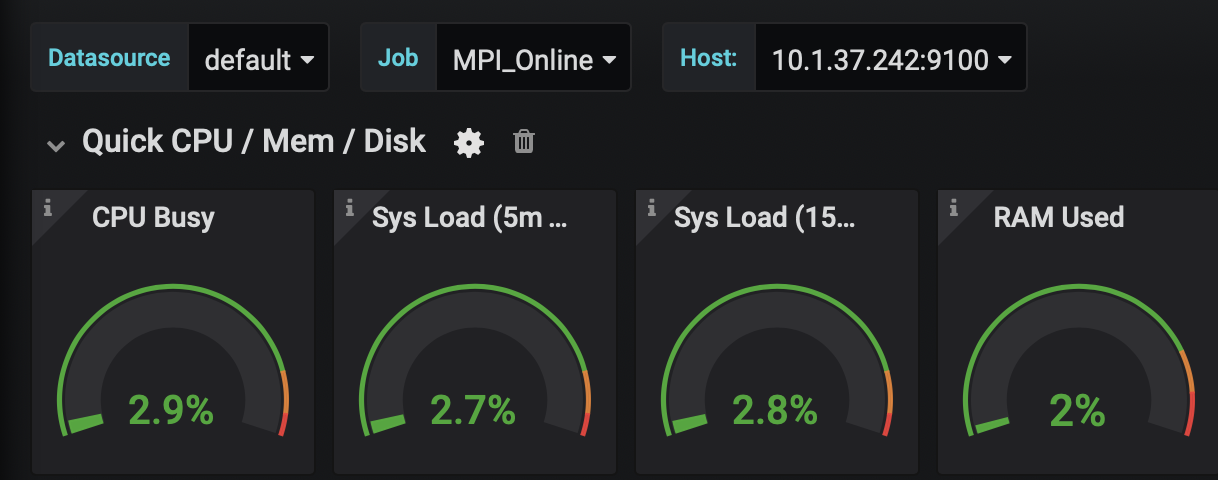 Datasource default Job MPI_Online Host: 10.1.37.242:9100
Quick CPU / Mem / Disk
i CPU Busy i Sys Load (5m ... i Sys Load (15... i RAM Used
2.9% 2.7% 2.8% 2%